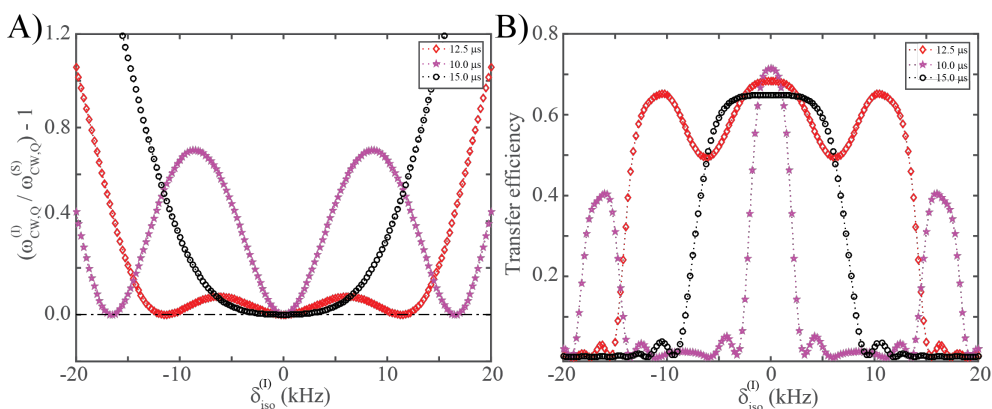 A)
(ω(I)CW,Q / ω(S)CW,Q) - 1
1.2
0.8
0.4
0.0
-20
-10
0
10
20
δ(I)iso (kHz)
12.5 μs
10.0 μs
15.0 μs
B)
Transfer efficiency
0.8
0.6
0.4
0.2
-20
-10
0
10
20
δ(I)iso (kHz)
12.5 μs
10.0 μs
15.0 μs